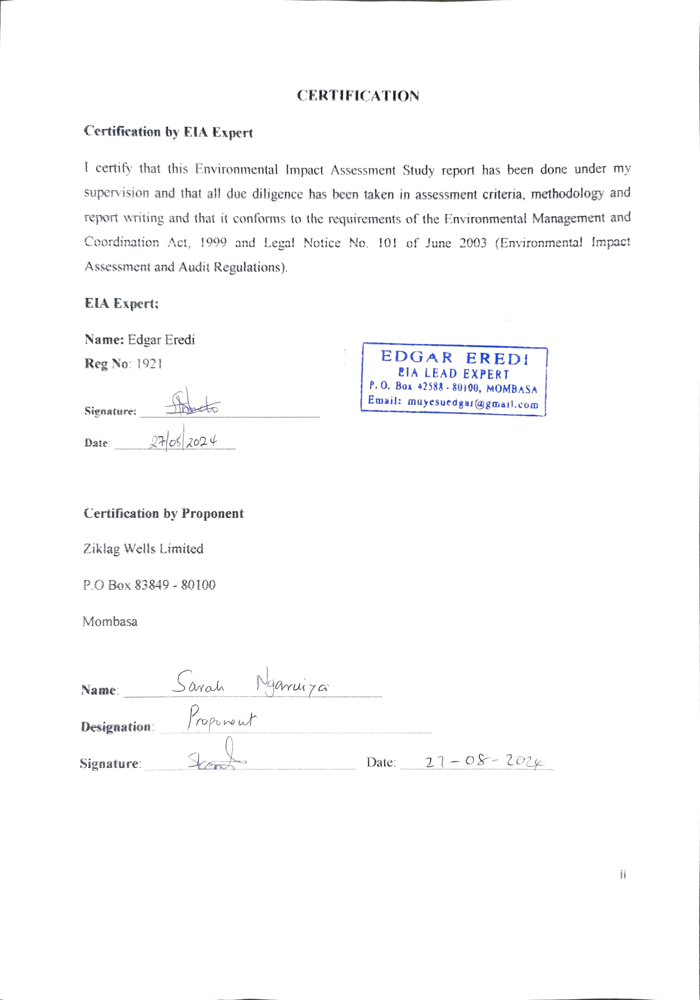 CERTIFICATION
Certification by EIA Expert
I certify that this Environmental Impact Assessment Study report has been done under my
supervision and that all due diligence has been taken in assessment criteria, methodology and
report writing and that it conforms to the requirements of the Environmental Management and
Coordination Act, 1999 and Legal Notice No. 101 of June 2003 (Environmental Impact
Assessment and Audit Regulations).
EIA Expert;
Name: Edgar Eredi
Reg No: 1921
EDGAR EREDI
EIA LEAD EXPERT
P. O. Box 42588 - 80100, MOMBASA
Email: muyesuedgar@gmail.com
Signature:
Date: 27/08/2024
Certification by Proponent
Ziklag Wells Limited
P.O Box 83849 - 80100
Mombasa
Name: Sarah Ngaruiya
Designation: Proponent
Signature: Date: 27-08-2024
ii